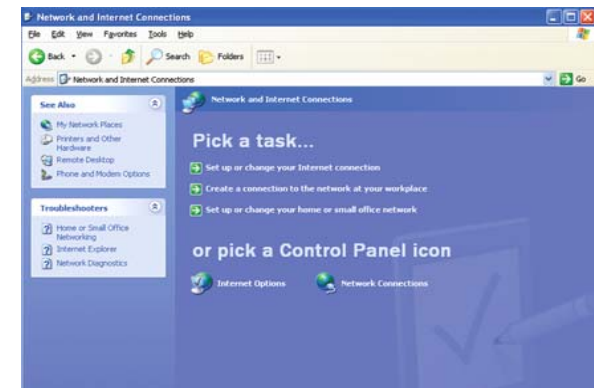 Network and Internet Connections
File Edit View Favorites Tools Help
Back Search Folders
Address Network and Internet Connections Go
See Also
My Network Places
Printers and Other
Hardware
Remote Desktop
Phone and Modem Options
Troubleshooters
Home or Small Office
Networking
Internet Explorer
Network Diagnostics
Network and Internet Connections
Pick a task...
Set up or change your Internet connection
Create a connection to the network at your workplace
Set up or change your home or small office network
or pick a Control Panel icon
Internet Options Network Connections